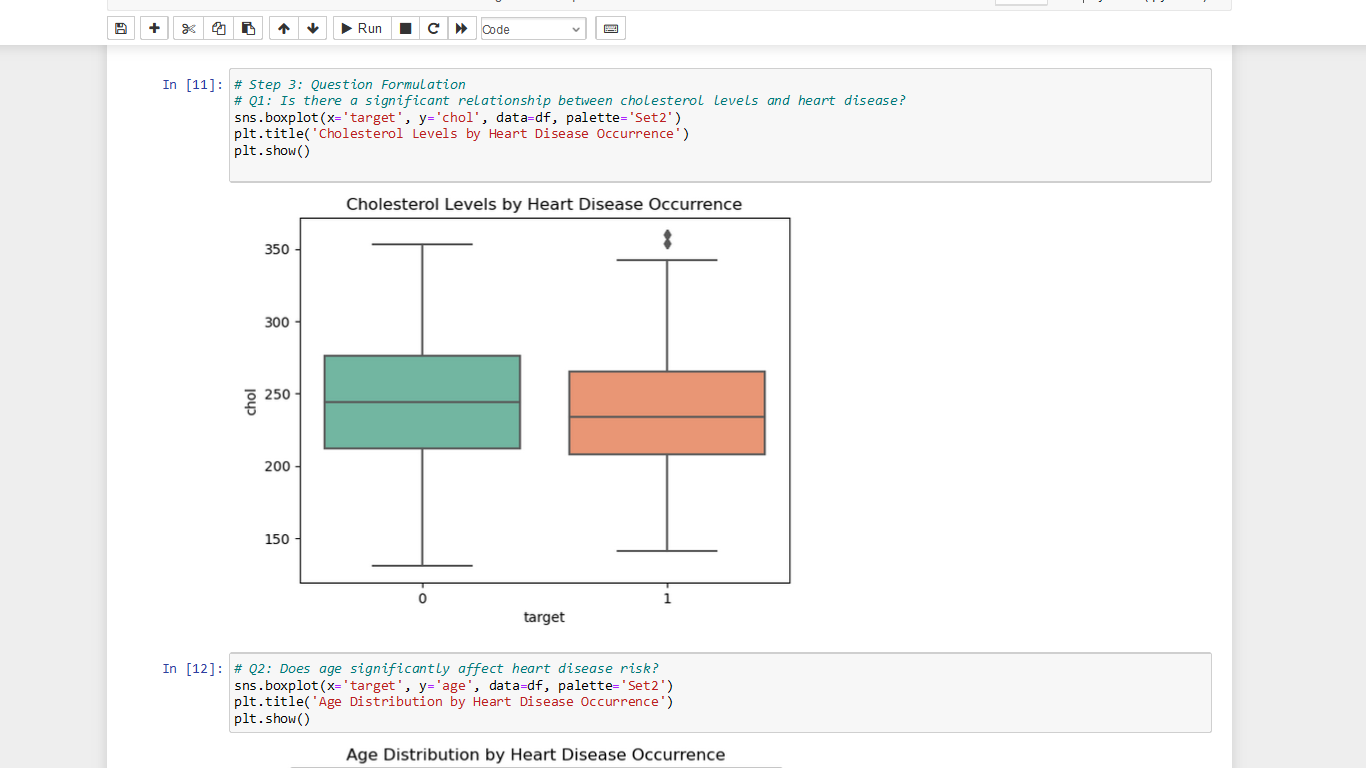 Run
Code
In [11]:
# Step 3: Question Formulation
# Q1: Is there a significant relationship between cholesterol levels and heart disease?
sns.boxplot(x='target', y='chol', data=df, palette='Set2')
plt.title('Cholesterol Levels by Heart Disease Occurrence')
plt.show()
Cholesterol Levels by Heart Disease Occurrence
350
300
250
200
150
chol
0 1
target
In [12]:
# Q2: Does age significantly affect heart disease risk?
sns.boxplot(x='target', y='age', data=df, palette='Set2')
plt.title('Age Distribution by Heart Disease Occurrence')
plt.show()
Age Distribution by Heart Disease Occurrence